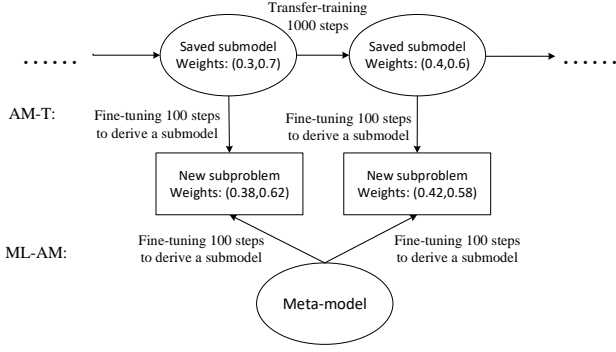 Transfer-training
1000 steps
......
Saved submodel
Weights: (0.3,0.7)
Saved submodel
Weights: (0.4,0.6)
......
AM-T:
Fine-tuning 100 steps
to derive a submodel
Fine-tuning 100 steps
to derive a submodel
New subproblem
Weights: (0.38,0.62)
New subproblem
Weights: (0.42,0.58)
ML-AM:
Fine-tuning 100 steps
to derive a submodel
Fine-tuning 100 steps
to derive a submodel
Meta-model